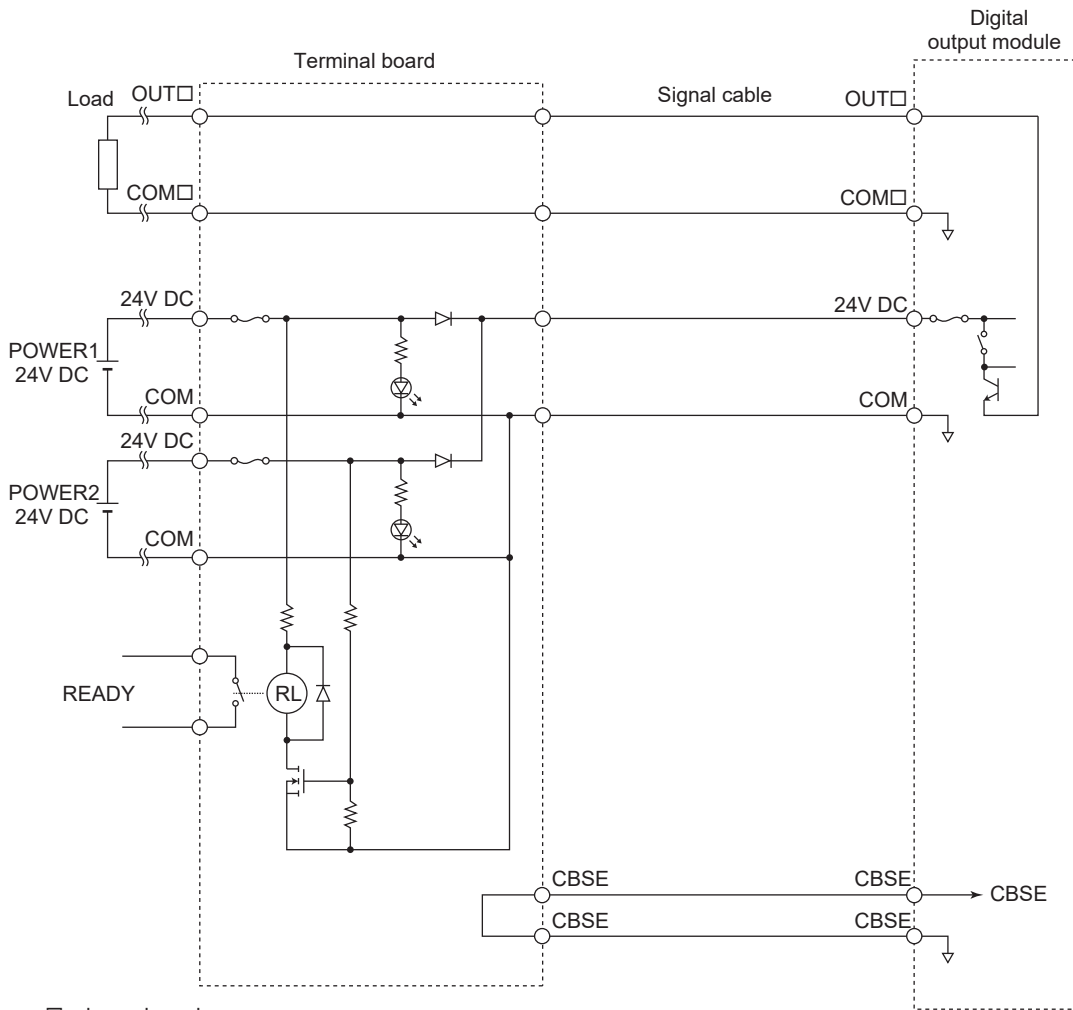 Digital
output module
Terminal board
Load
OUT□
Signal cable
OUT□
COM□
COM□
24V DC
24V DC
POWER1
24V DC
COM
COM
24V DC
POWER2
24V DC
COM
READY
RL
CBSE
CBSE
CBSE
CBSE
CBSE